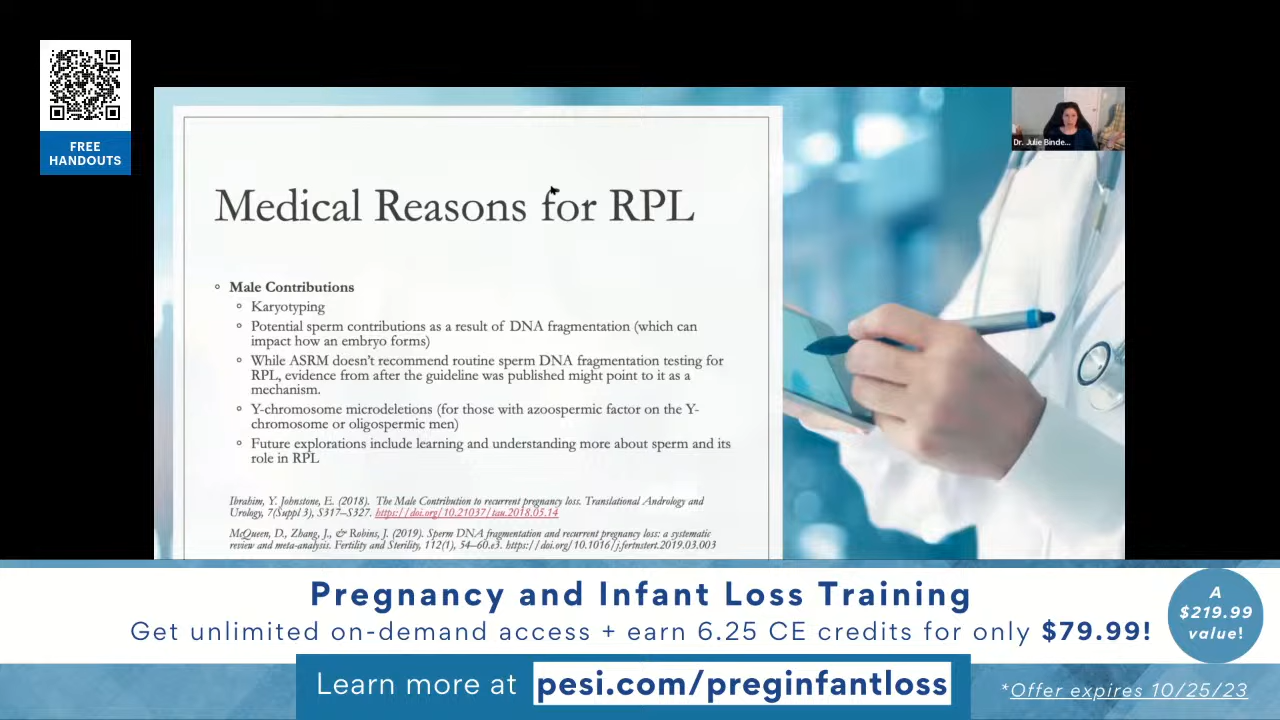 FREE
HANDOUTS
Dr. Julie Binde...
Medical Reasons for RPL
Male Contributions
Karyotyping
Potential sperm contributions as a result of DNA fragmentation (which can
impact how an embryo forms)
While ASRM doesn't recommend routine sperm DNA fragmentation testing for
RPL, evidence from after the guideline was published might point to it as a
mechanism.
Y-chromosome microdeletions (for those with azoospermic factor on the Y-
chromosome or oligospermic men)
Future explorations include learning and understanding more about sperm and its
role in RPL
Ibrahim, Y. Johnstone, E. (2018). The Male Contribution to recurrent pregnancy loss. Translational Andrology and
Urology, 7(Suppl 3), S317–S327. https://doi.org/10.21037/tau.2018.05.14
McQueen, D., Zhang, J., & Robins, J. (2019). Sperm DNA fragmentation and recurrent pregnancy loss: a systematic
review and meta-analysis. Fertility and Sterility, 112(1), 54–60.e3. https://doi.org/10.1016/j.fertnstert.2019.03.003
Pregnancy and Infant Loss Training
Get unlimited on-demand access + earn 6.25 CE credits for only $79.99!
A
$219.99
value!
Learn more at pesi.com/preginfantloss
*Offer expires 10/25/23